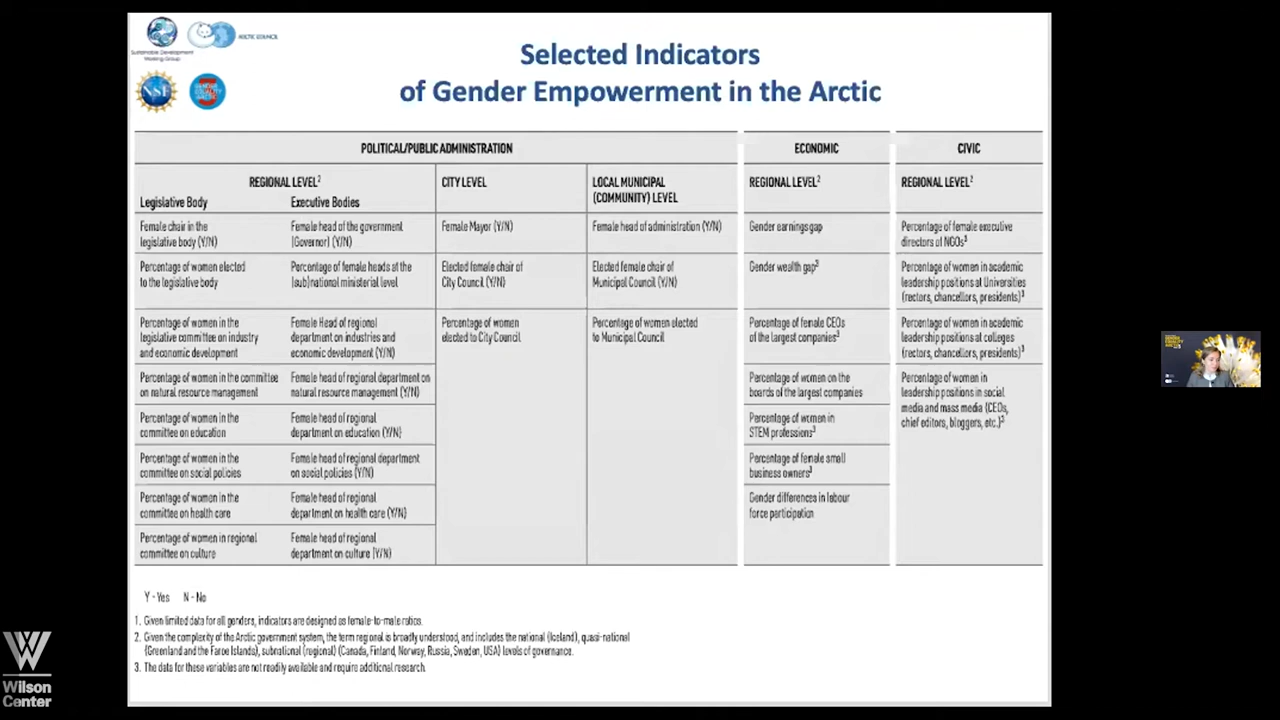 Sustainable Development
Working Group
ARCTIC COUNCIL
NSF
Selected Indicators
of Gender Empowerment in the Arctic
POLITICAL/PUBLIC ADMINISTRATION
REGIONAL LEVEL²
Legislative Body
Executive Bodies
CITY LEVEL
LOCAL MUNICIPAL
(COMMUNITY) LEVEL
Female chair in the
legislative body (Y/N)
Female head of the government
(Governor) (Y/N)
Female Mayor (Y/N)
Female head of administration (Y/N)
Percentage of women elected
to the legislative body
Percentage of female heads at the
(sub)national ministerial level
Elected female chair of
City Council (Y/N)
Elected female chair of
Municipal Council (Y/N)
Percentage of women in the
legislative committee on industry
and economic development
Female Head of regional
department on industries and
economic development (Y/N)
Percentage of women
elected to City Council
Percentage of women elected
to Municipal Council
Percentage of women in the committee
on natural resource management
Female head of regional department on
natural resource management (Y/N)
Percentage of women in the
committee on education
Female head of regional
department on education (Y/N)
Percentage of women in the
committee on social policies
Female head of regional department
on social policies (Y/N)
Percentage of women in the
committee on health care
Female head of regional
department on health care (Y/N)
Percentage of women in regional
committee on culture
Female head of regional
department on culture (Y/N)
ECONOMIC
REGIONAL LEVEL²
Gender earnings gap
Gender wealth gap³
Percentage of female CEOs
of the largest companies³
Percentage of women on the
boards of the largest companies
Percentage of women in
STEM professions³
Percentage of female small
business owners³
Gender differences in labour
force participation
CIVIC
REGIONAL LEVEL²
Percentage of female executive
directors of NGOs³
Percentage of women in academic
leadership positions at Universities
(rectors, chancellors, presidents)³
Percentage of women in academic
leadership positions at colleges
(rectors, chancellors, presidents)³
Percentage of women in
leadership positions in social
media and mass media (CEOs,
chief editors, bloggers, etc.)³
Y - Yes N - No
1. Given limited data for all genders, indicators are designed as female-to-male ratios.
2. Given the complexity of the Arctic government system, the term regional is broadly understood, and includes the national (Iceland), quasi-national
(Greenland and the Faroe Islands), subnational (regional) (Canada, Finland, Norway, Russia, Sweden, USA) levels of governance.
3. The data for these variables are not readily available and require additional research.
Wilson
Center